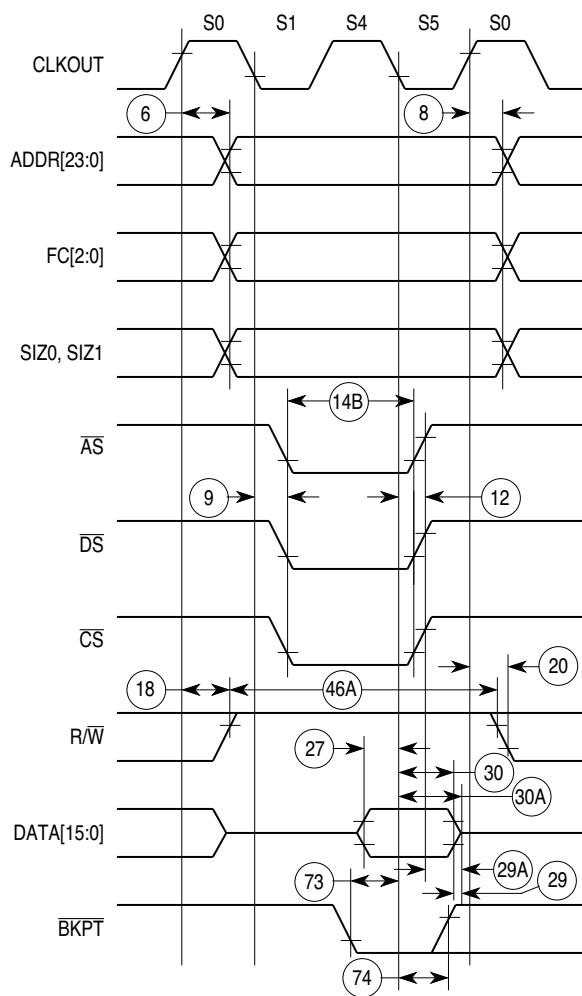 S0 S1 S4 S5 S0
CLKOUT
6 8
ADDR[23:0]
FC[2:0]
SIZ0, SIZ1
14B
AS
9 12
DS
CS
20
18 46A
R/W
27
30
30A
DATA[15:0]
29A
73
29
BKPT
74